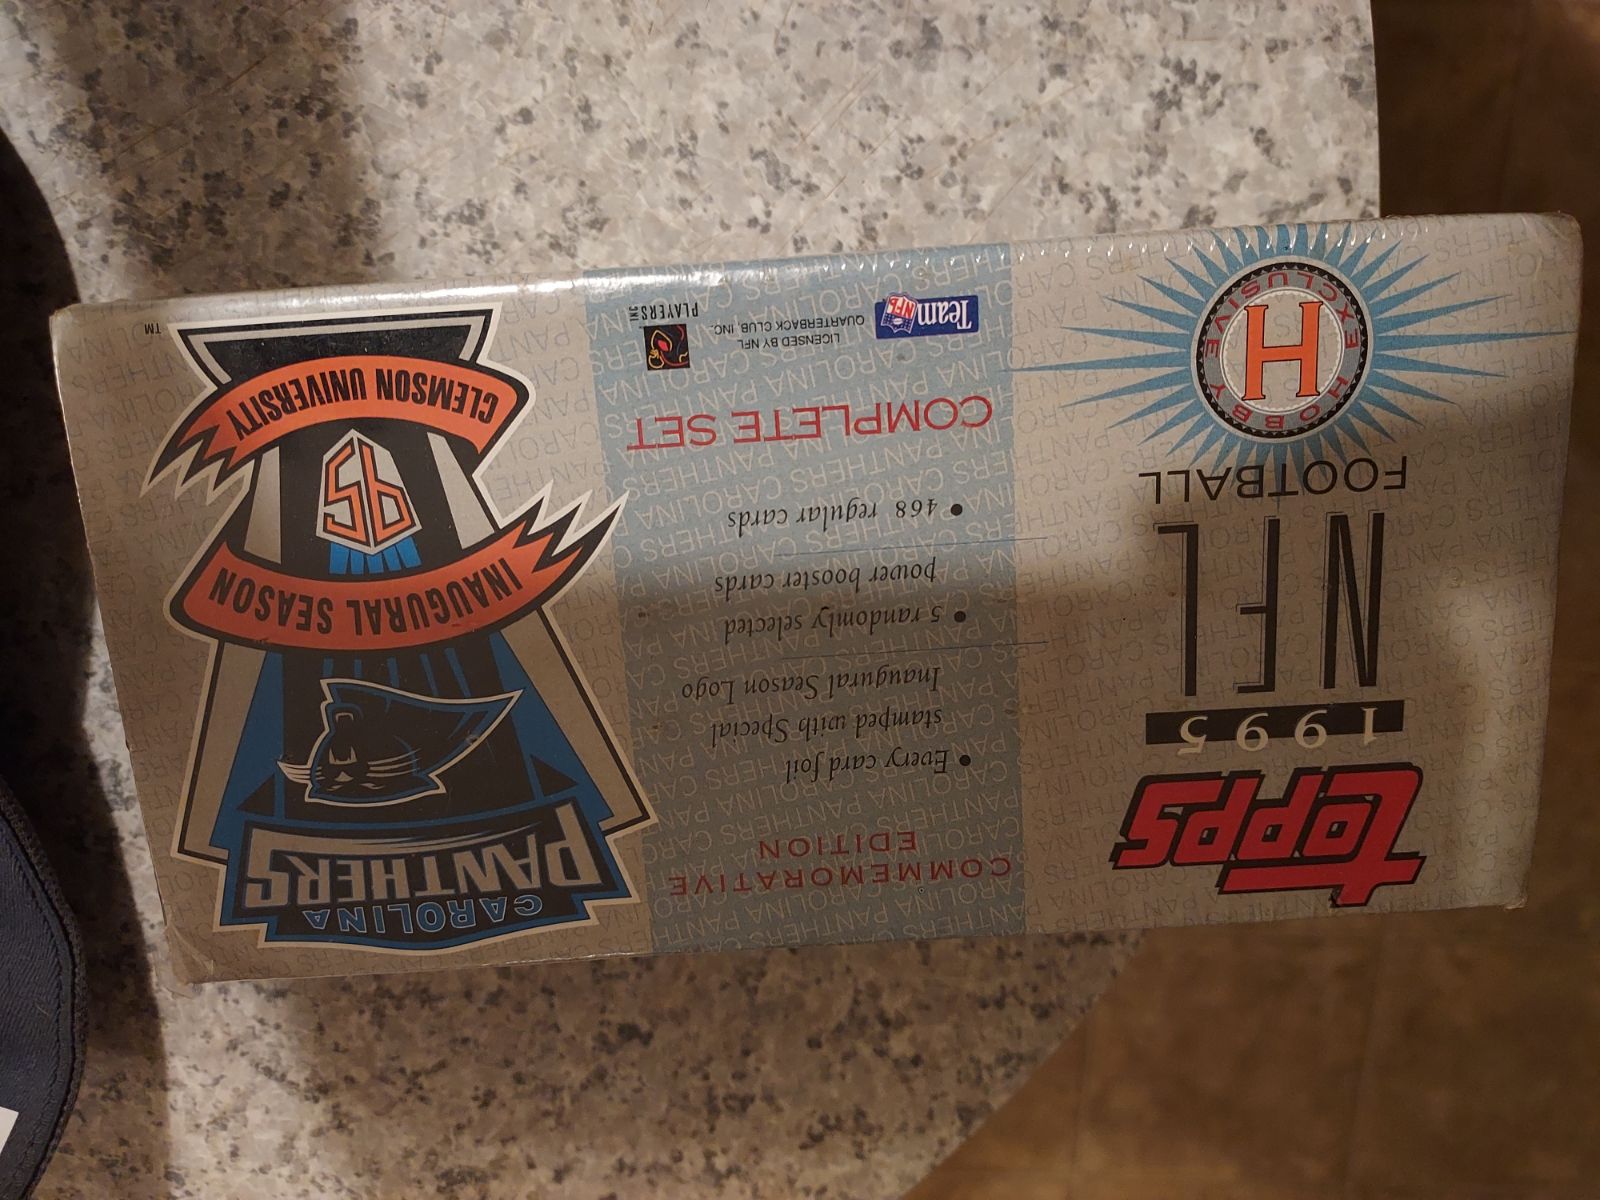 Topps
1995
NFL
FOOTBALL
HOBBY EXCLUSIVE
H
COMMEMORATIVE
EDITION
• Every card foil
stamped with Special
Inaugural Season Logo
• 5 randomly selected
power booster cards
• 468 regular cards
COMPLETE SET
Team NFL
LICENSED BY NFL
QUARTERBACK CLUB, INC.
PLAYERS INC
CAROLINA
PANTHERS
INAUGURAL SEASON
95
CLEMSON UNIVERSITY
TM